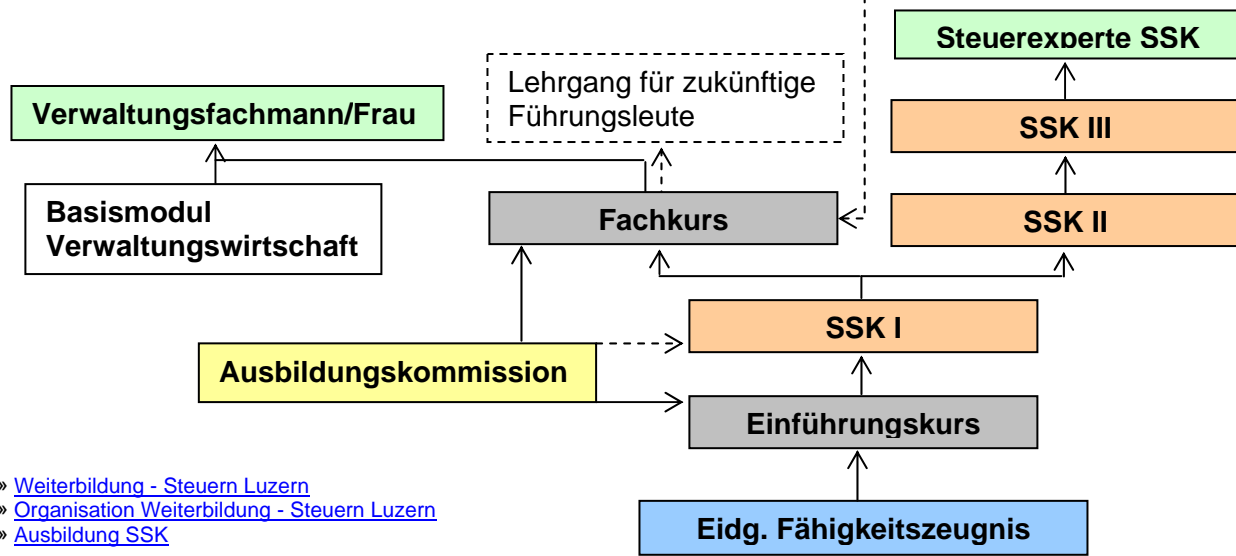 Steuerexperte SSK
Lehrgang für zukünftige
Führungsleute
Verwaltungsfachmann/Frau
SSK III
Basismodul
Verwaltungswirtschaft
Fachkurs
SSK II
SSK I
Ausbildungskommission
Einführungskurs
» Weiterbildung - Steuern Luzern
» Organisation Weiterbildung - Steuern Luzern
» Ausbildung SSK
Eidg. Fähigkeitszeugnis